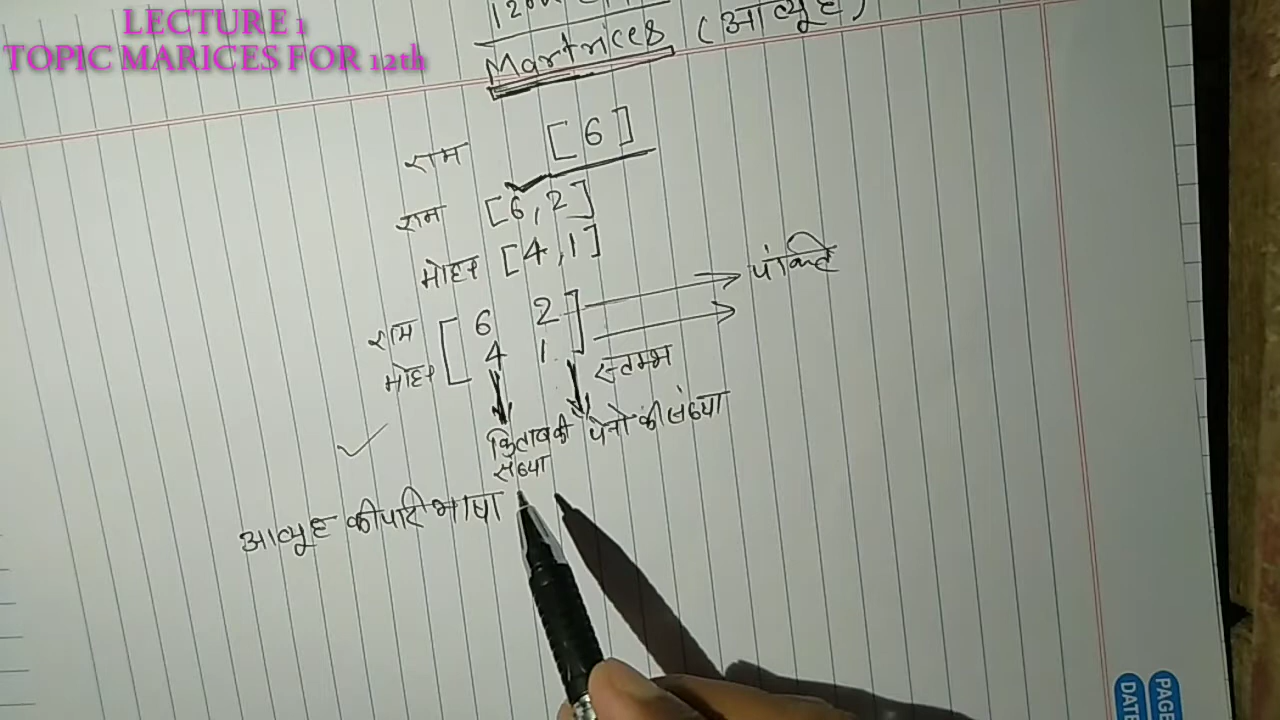 LECTURE 1
TOPIC MARICES FOR 12th
Martrices (आव्यूह)
राम [6]
राम [6,2]
मोहन [4,1]
राम 6 2 पंक्ति
मोहन 4 1
स्तम्भ
किताब की पेनो की संख्या
संख्या
आव्यूह की परिभाषा
PAGE
DATE